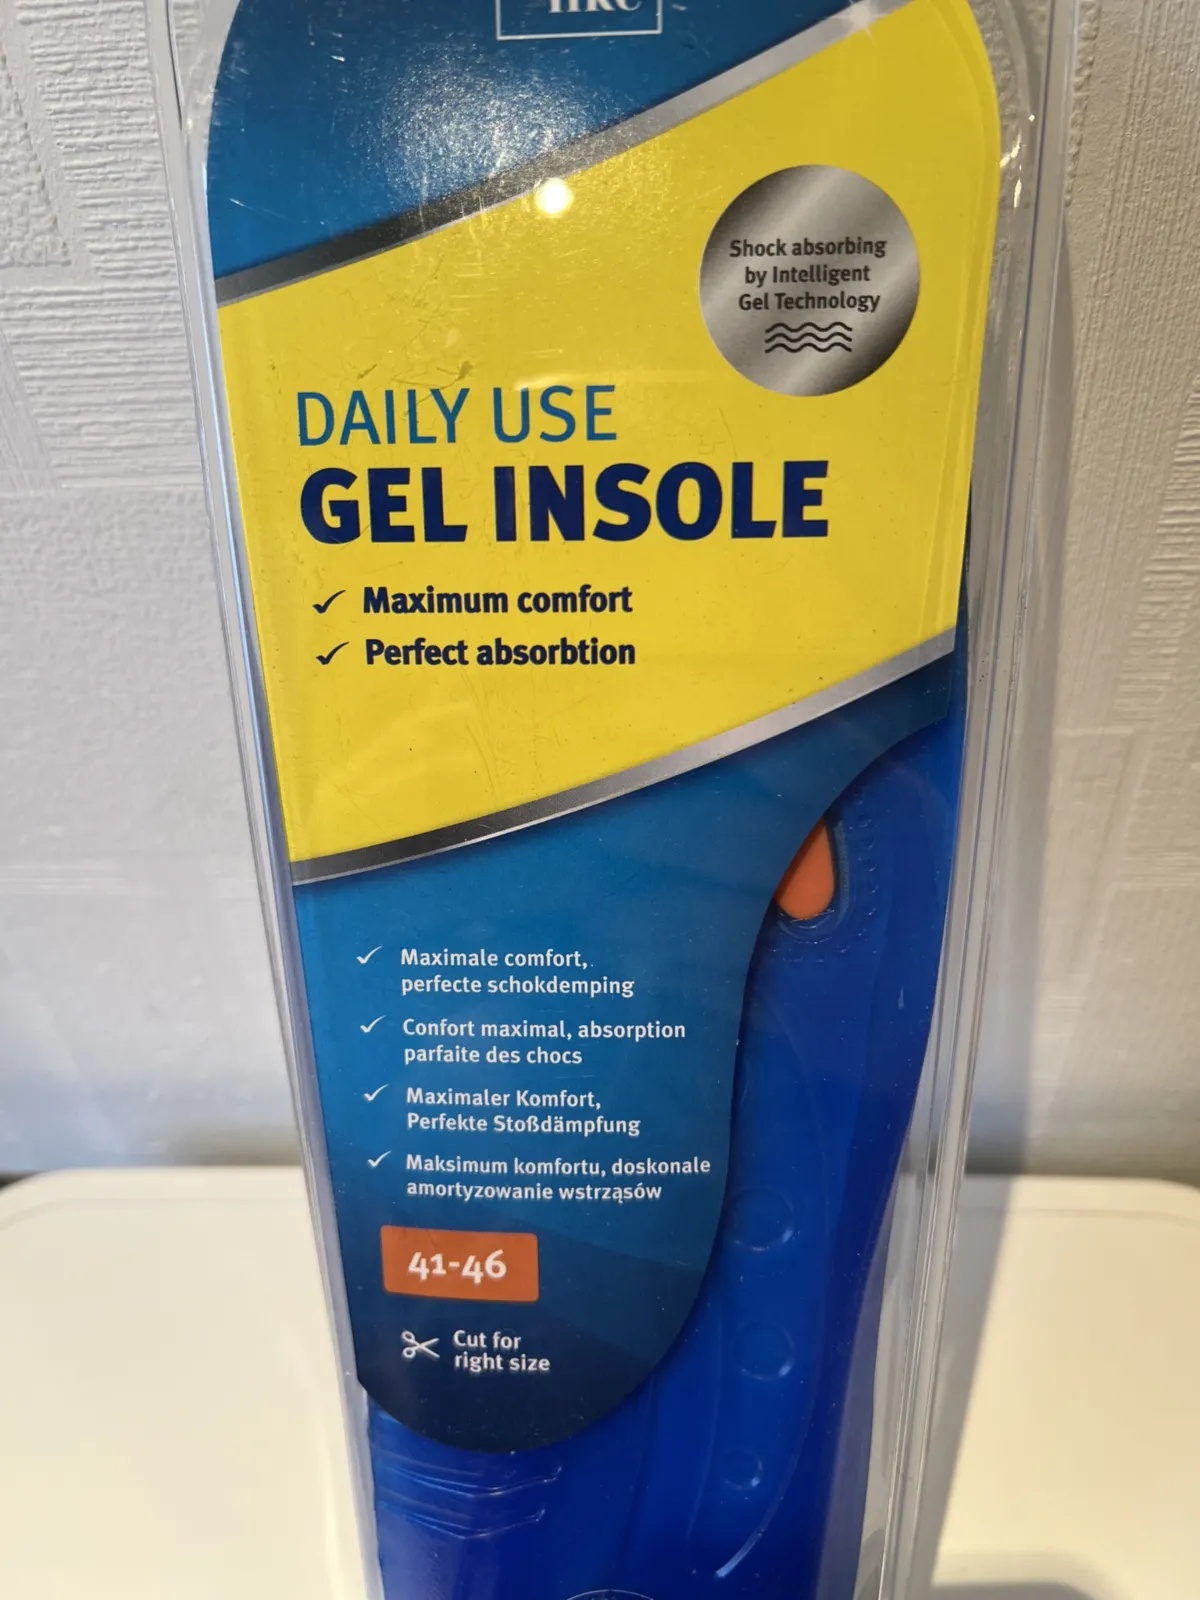 Shock absorbing
by Intelligent
Gel Technology
DAILY USE
GEL INSOLE
Maximum comfort
Perfect absorbtion
Maximale comfort,
perfecte schokdemping
Confort maximal, absorption
parfaite des chocs
Maximaler Komfort,
Perfekte Stoßdämpfung
Maksimum komfortu, doskonale
amortyzowanie wstrząsów
41-46
Cut for
right size